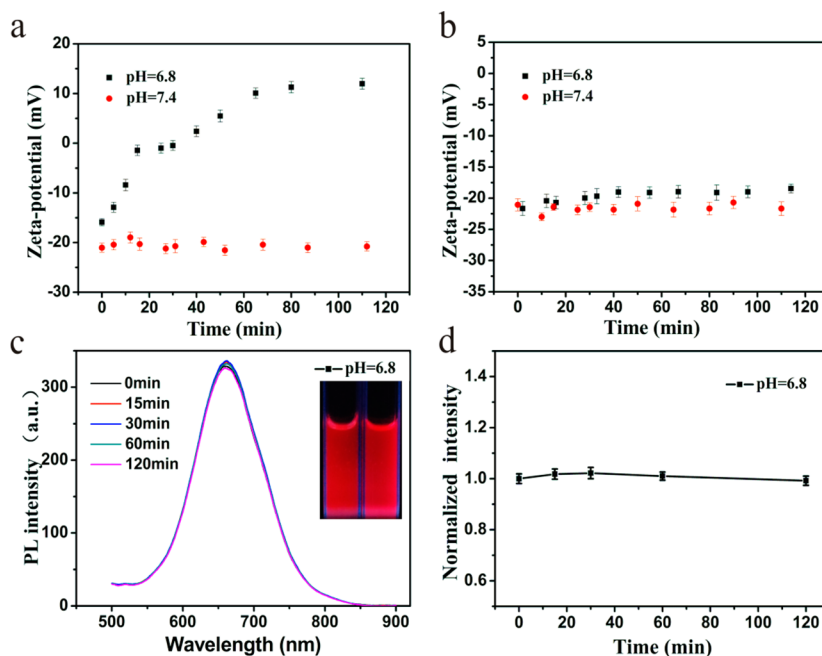 a
20
10
0
-10
-20
-30
Zeta-potential (mV)
pH=6.8
pH=7.4
0 20 40 60 80 100 120
Time (min)
b
5
0
-5
-10
-15
-20
-25
-30
-35
Zeta-potential (mV)
pH=6.8
pH=7.4
0 20 40 60 80 100 120
Time (min)
c
300
200
100
0
PL intensity (a.u.)
0min
15min
30min
60min
120min
pH=6.8
500 600 700 800 900
Wavelength (nm)
d
1.4
1.2
1.0
0.8
0.6
Normalized intensity
pH=6.8
0 20 40 60 80 100 120
Time (min)